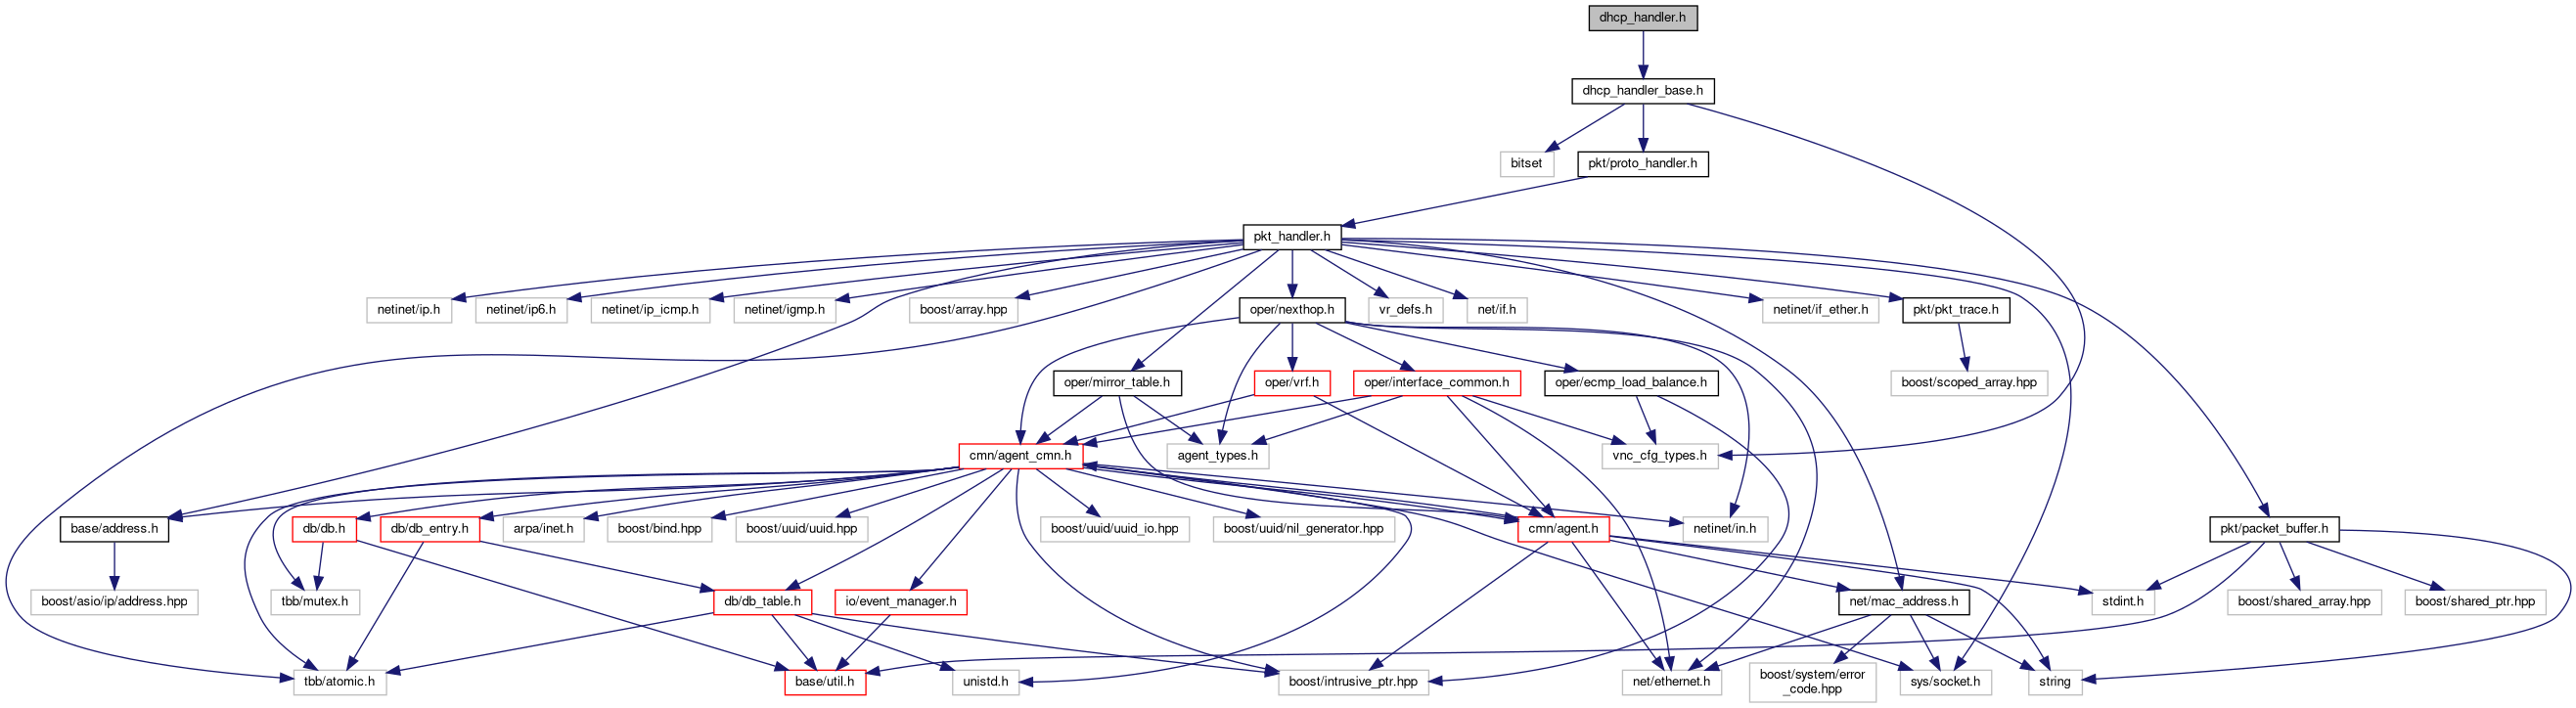 dhcp_handler.h
dhcp_handler_base.h
bitset
pkt/proto_handler.h
pkt_handler.h
netinet/ip.h
netinet/ip6.h
netinet/ip_icmp.h
netinet/igmp.h
boost/array.hpp
oper/nexthop.h
vr_defs.h
net/if.h
netinet/if_ether.h
pkt/pkt_trace.h
oper/mirror_table.h
oper/vrf.h
oper/interface_common.h
oper/ecmp_load_balance.h
boost/scoped_array.hpp
cmn/agent_cmn.h
agent_types.h
vnc_cfg_types.h
base/address.h
db/db.h
db/db_entry.h
arpa/inet.h
boost/bind.hpp
boost/uuid/uuid.hpp
boost/uuid/uuid_io.hpp
boost/uuid/nil_generator.hpp
cmn/agent.h
netinet/in.h
pkt/packet_buffer.h
boost/asio/ip/address.hpp
tbb/mutex.h
db/db_table.h
io/event_manager.h
net/mac_address.h
stdint.h
boost/shared_array.hpp
boost/shared_ptr.hpp
tbb/atomic.h
base/util.h
unistd.h
boost/intrusive_ptr.hpp
net/ethernet.h
boost/system/error
_code.hpp
sys/socket.h
string